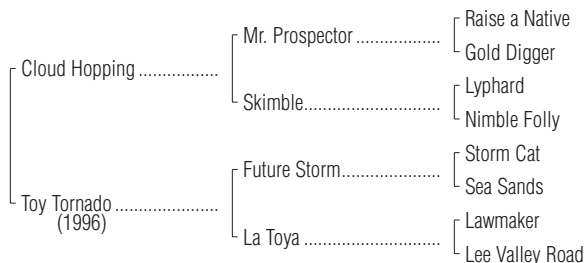 Raise a Native
Mr. Prospector ...................
Gold Digger
Cloud Hopping ..................
Lyphard
Skimble............................
Nimble Folly
Storm Cat
Future Storm......................
Sea Sands
Toy Tornado ......................
(1996)
Lawmaker
La Toya ............................
Lee Valley Road